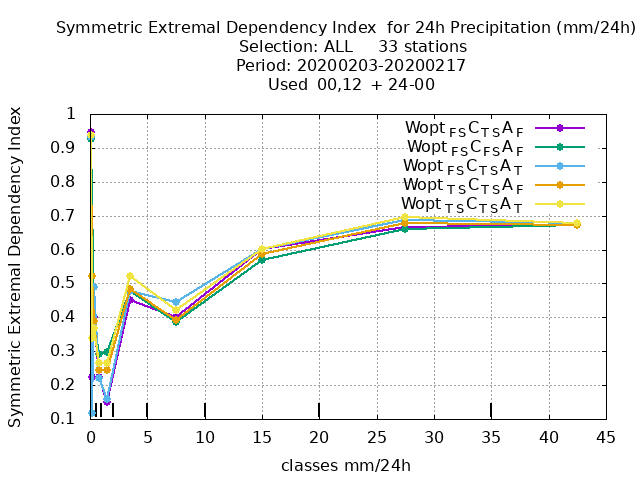 Symmetric Extremal Dependency Index  for 24h Precipitation (mm/24h)
Selection: ALL     33 stations
Period: 20200203-20200217
Used  00,12  + 24-00
Symmetric Extremal Dependency Index
1
0.9
0.8
0.7
0.6
0.5
0.4
0.3
0.2
0.1
Wopt FS C TS A F
Wopt FS C FS A F
Wopt FS C TS A T
Wopt TS C TS A F
Wopt TS C TS A T
0 5 10 15 20 25 30 35 40 45
classes mm/24h